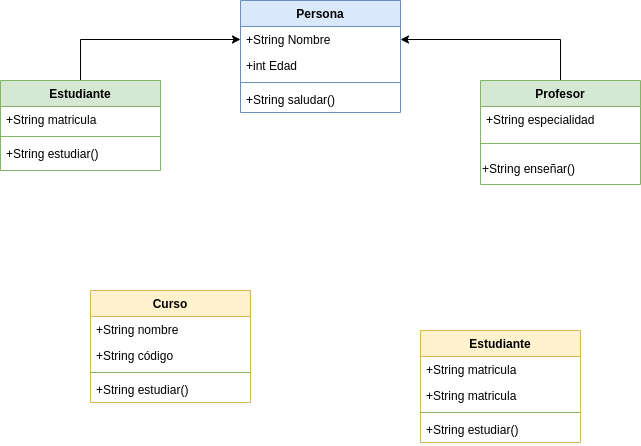 Persona
+String Nombre
+int Edad
+String saludar()
Estudiante
+String matricula
+String estudiar()
Profesor
+String especialidad
+String enseñar()
Curso
+String nombre
+String código
+String estudiar()
Estudiante
+String matricula
+String matricula
+String estudiar()